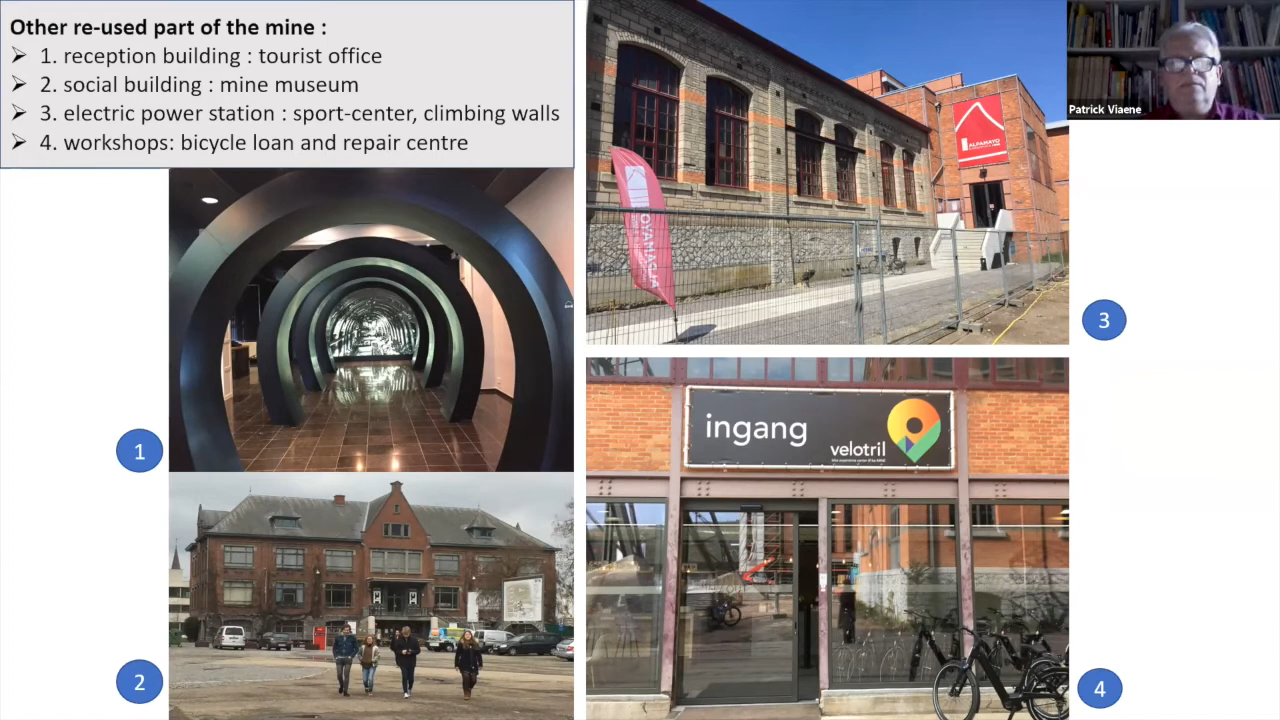 Other re-used part of the mine :
➢ 1. reception building : tourist office
➢ 2. social building : mine museum
➢ 3. electric power station : sport-center, climbing walls
➢ 4. workshops: bicycle loan and repair centre
Patrick Viaene
ALPAMAYO
ALPAMAYO
3
1
ingang
velotril
2
4